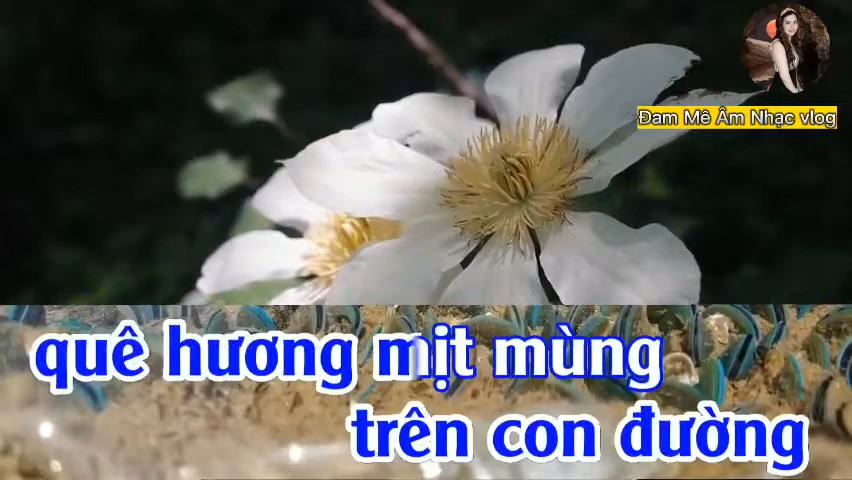 Đam Mê Âm Nhạc vlog
quê hương mịt mùng
trên con đường